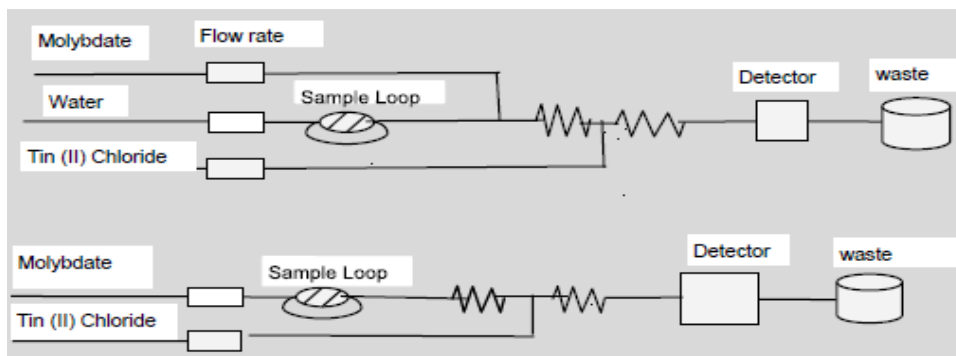 Molybdate
Flow rate
Detector
waste
Water
Sample Loop
Tin (II) Chloride
Molybdate
Sample Loop
Detector
waste
Tin (II) Chloride